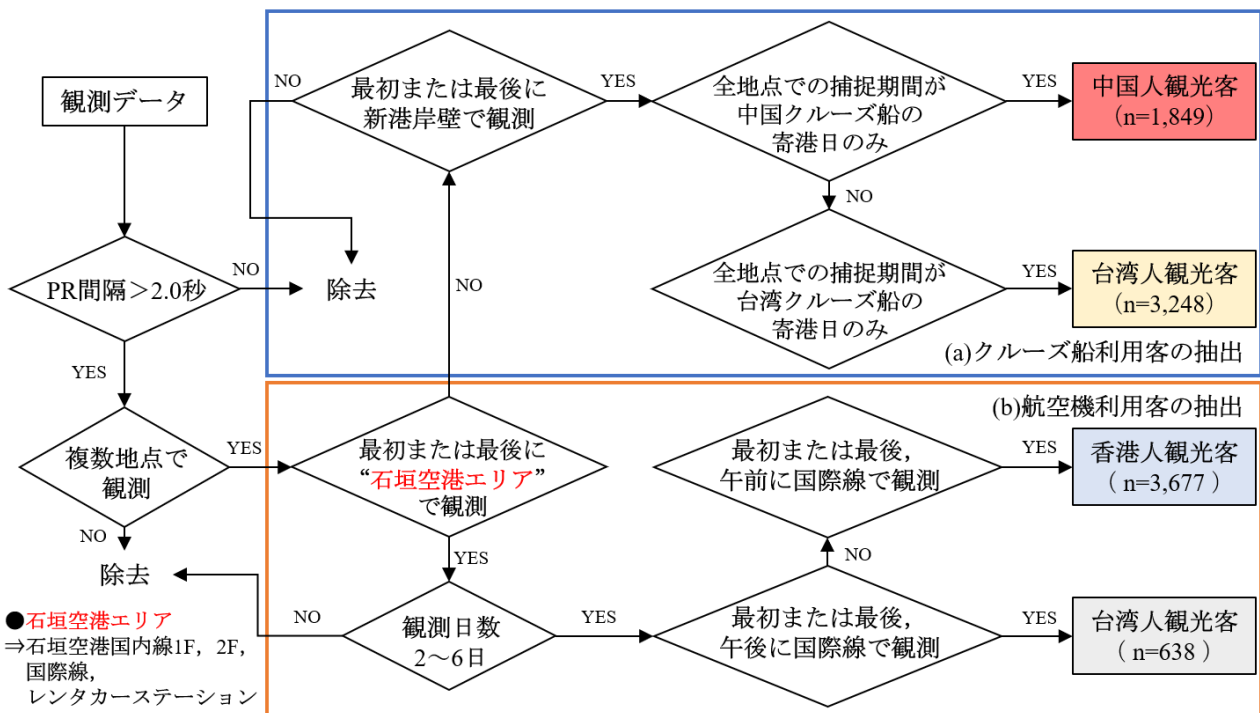 観測データ
PR間隔＞2.0秒
NO
YES
複数地点で
観測
YES
NO
除去
●石垣空港エリア
⇒石垣空港国内線1F，2F，
国際線，
レンタカーステーション
NO
最初または最後に
新港岸壁で観測
YES
全地点での捕捉期間が
中国クルーズ船の
寄港日のみ
YES
中国人観光客
(n=1,849)
NO
除去
NO
全地点での捕捉期間が
台湾クルーズ船の
寄港日のみ
YES
台湾人観光客
(n=3,248)
(a)クルーズ船利用客の抽出
(b)航空機利用客の抽出
最初または最後に
“石垣空港エリア”
で観測
YES
最初または最後，
午前に国際線で観測
YES
香港人観光客
（ n=3,677 ）
NO
NO
観測日数
2～6日
YES
最初または最後，
午後に国際線で観測
YES
台湾人観光客
（ n=638 ）